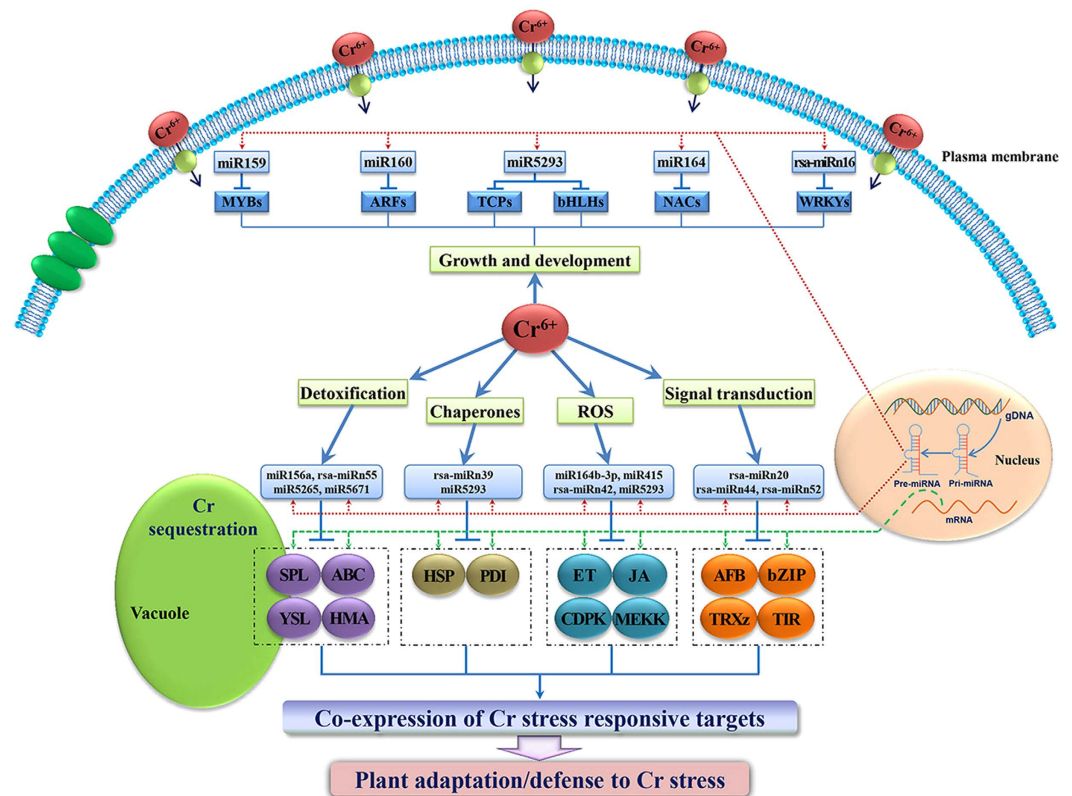 Cr6+
Cr6+
Cr6+
Cr6+
Cr6+
Plasma membrane
miR159
miR160
miR5293
miR164
rsa-miRn16
MYBs
ARFs
TCPs
bHLHs
NACs
WRKYs
Growth and development
Cr6+
Detoxification
Chaperones
ROS
Signal transduction
gDNA
Nucleus
Pre-miRNA
Pri-miRNA
mRNA
miR156a, rsa-miRn55
miR5265, miR5671
rsa-miRn39
miR5293
miR164b-3p, miR415
rsa-miRn42, miR5293
rsa-miRn20
rsa-miRn44, rsa-miRn52
Cr
sequestration
Vacuole
SPL
ABC
YSL
HMA
HSP
PDI
ET
JA
CDPK
MEKK
AFB
bZIP
TRXz
TIR
Co-expression of Cr stress responsive targets
Plant adaptation/defense to Cr stress